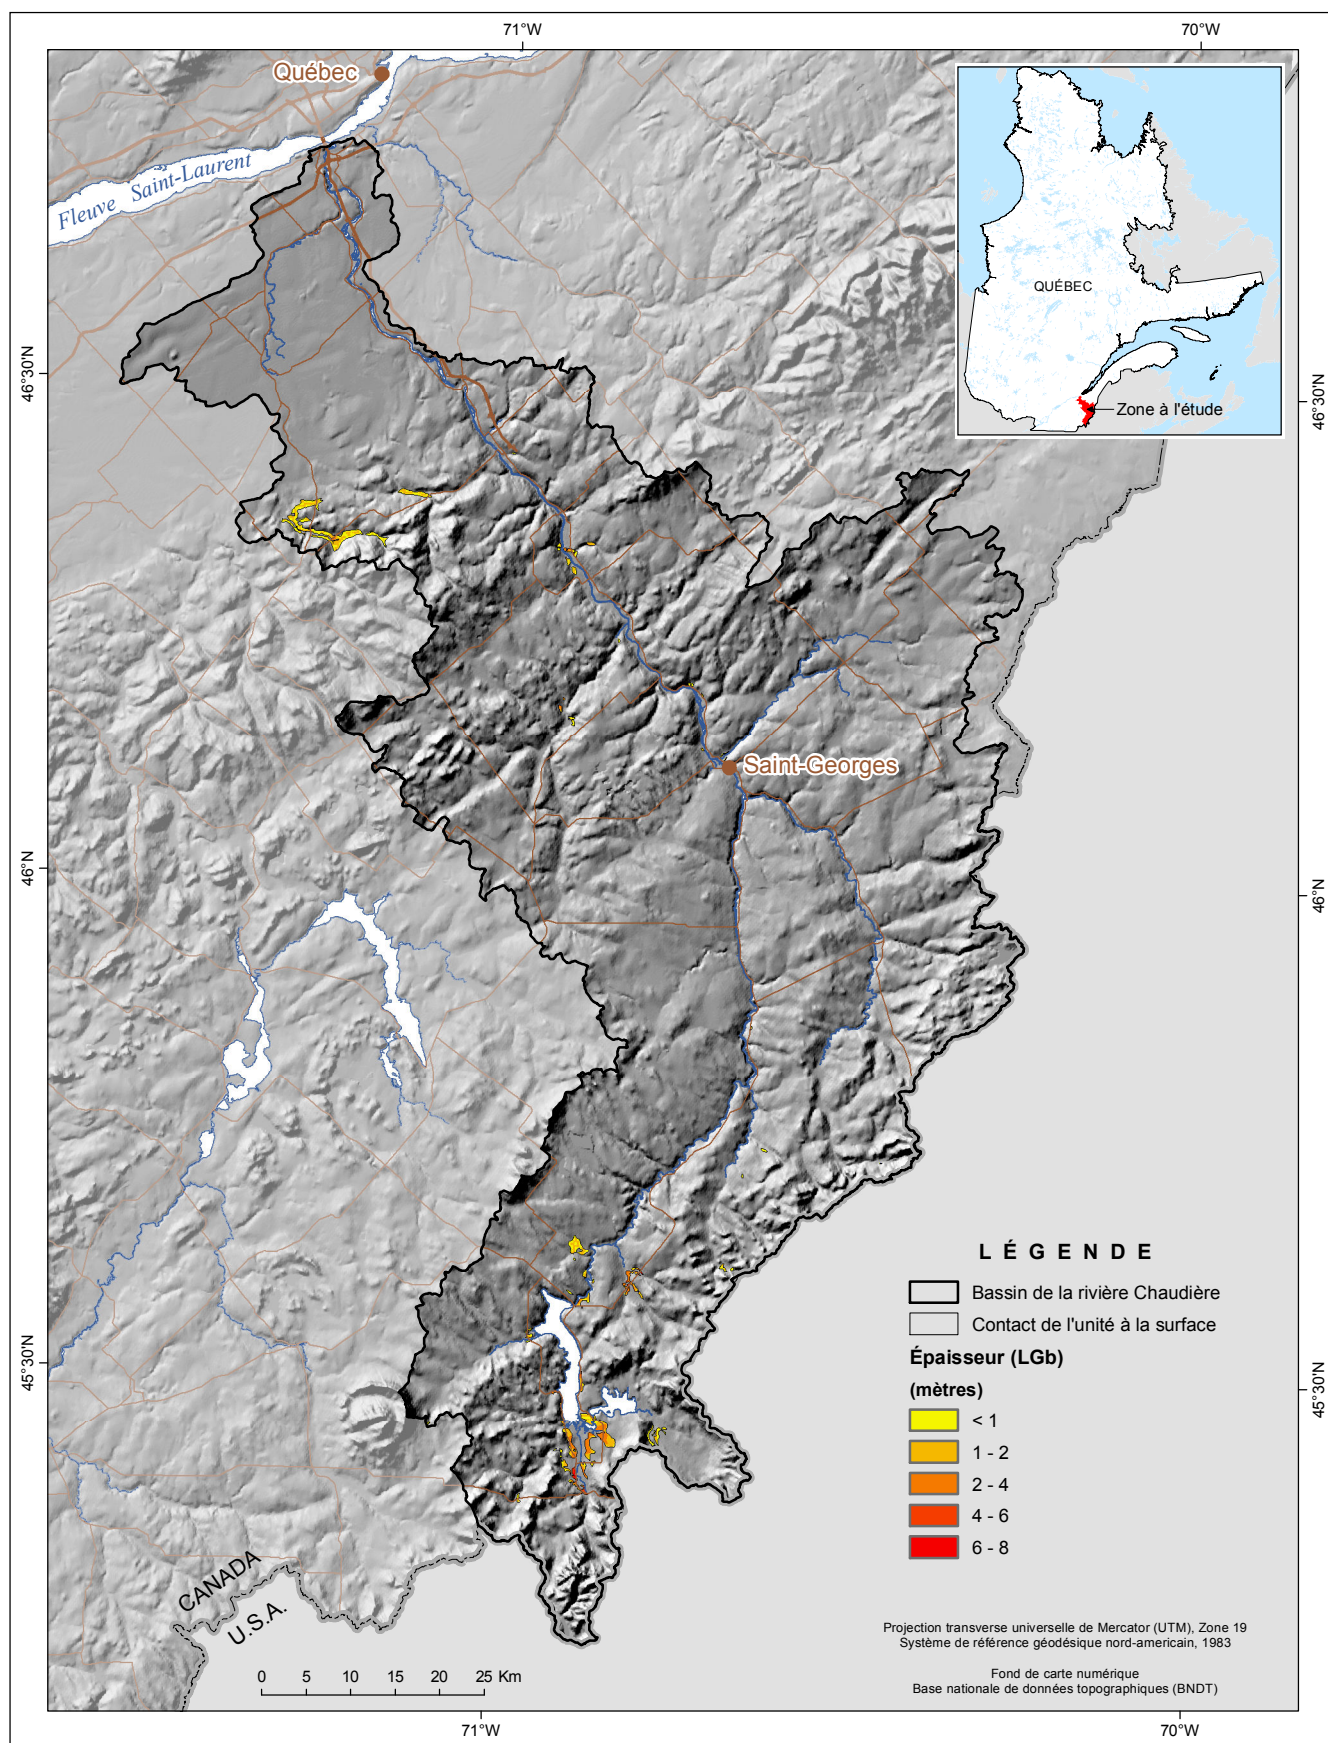 71°W
70°W
Québec
Fleuve Saint-Laurent
QUÉBEC
Zone à l'étude
46°30'N
46°30'N
Saint-Georges
46°N
46°N
LÉGENDE
Bassin de la rivière Chaudière
Contact de l'unité à la surface
Épaisseur (LGb)
(mètres)
< 1
1 - 2
2 - 4
4 - 6
6 - 8
45°30'N
45°30'N
CANADA
U.S.A.
0 5 10 15 20 25 Km
Projection transverse universelle de Mercator (UTM), Zone 19
Système de référence géodésique nord-americain, 1983
Fond de carte numérique
Base nationale de données topographiques (BNDT)
71°W
70°W